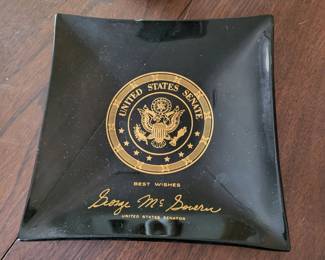 UNITED STATES SENATE
BEST WISHES
George McGovern
UNITED STATES SENATOR